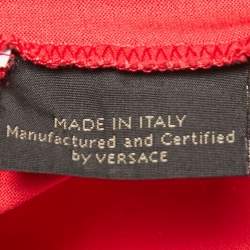 MADE IN ITALY
Manufactured and Certified
by VERSACE